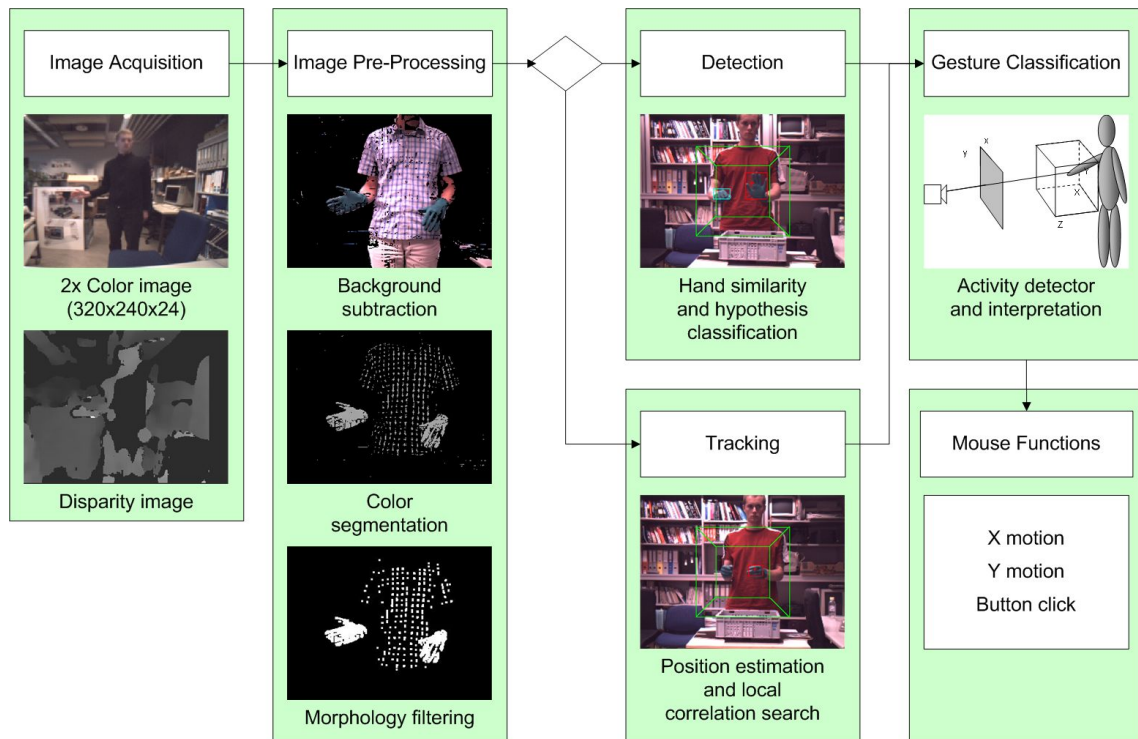 Image Acquisition
2x Color image
(320x240x24)
Disparity image
Image Pre-Processing
Background
subtraction
Color
segmentation
Morphology filtering
Detection
Hand similarity
and hypothesis
classification
Tracking
Position estimation
and local
correlation search
Gesture Classification
x
y
Y
X
Z
Activity detector
and interpretation
Mouse Functions
X motion
Y motion
Button click